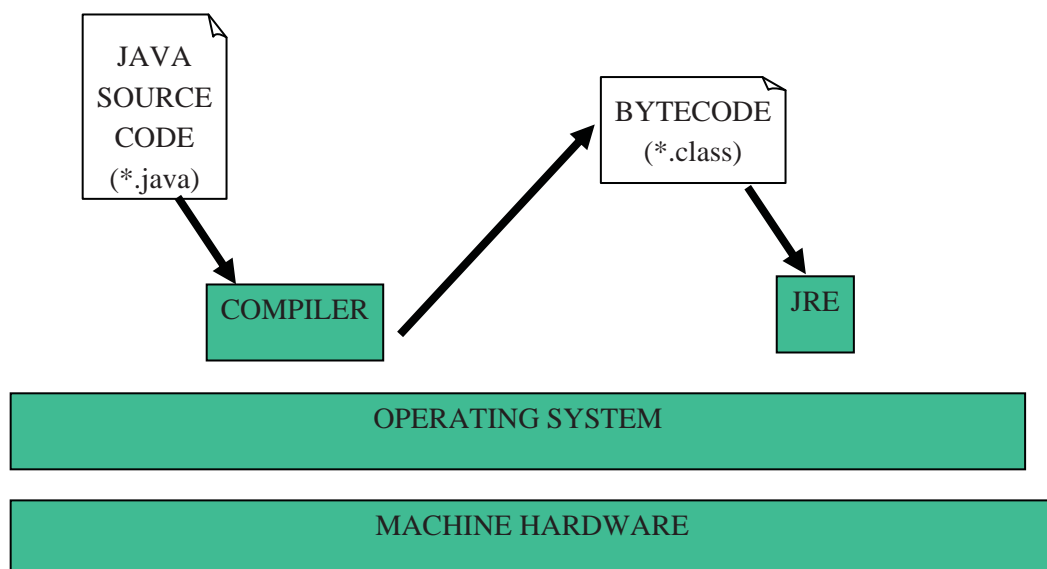 JAVA
SOURCE
CODE
(*.java)
BYTECODE
(*.class)
COMPILER
JRE
OPERATING SYSTEM
MACHINE HARDWARE